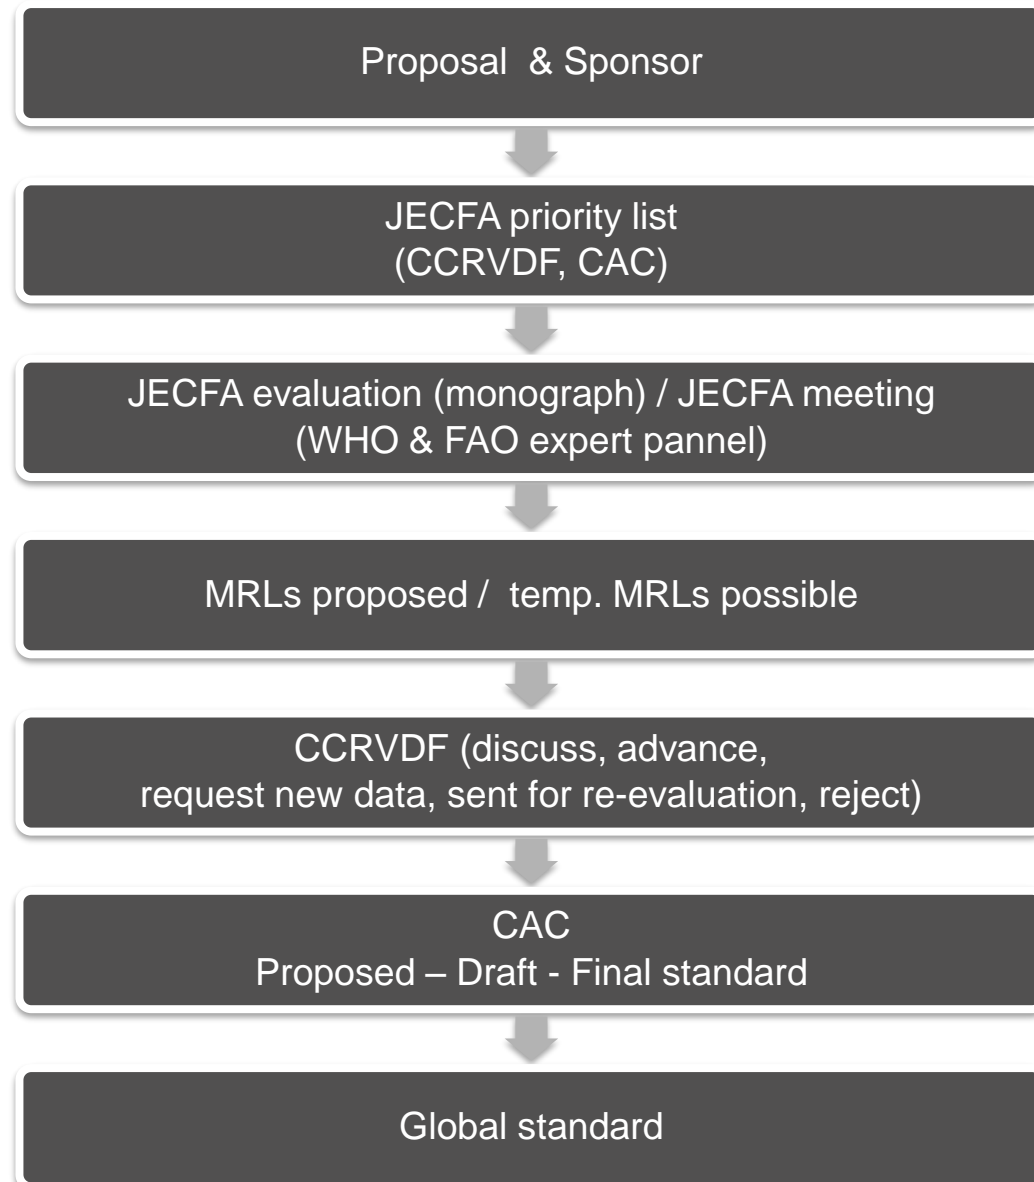 Proposal & Sponsor
JECFA priority list
(CCRVDF, CAC)
JECFA evaluation (monograph) / JECFA meeting
(WHO & FAO expert pannel)
MRLs proposed / temp. MRLs possible
CCRVDF (discuss, advance,
request new data, sent for re-evaluation, reject)
CAC
Proposed – Draft - Final standard
Global standard